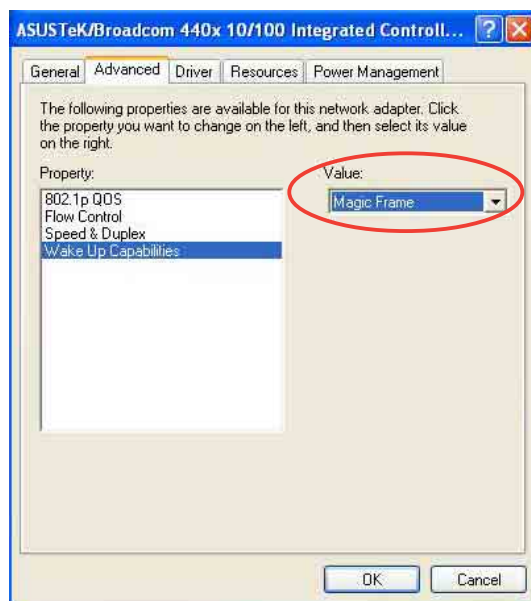 ASUSTeK/Broadcom 440x 10/100 Integrated Controll...
General
Advanced
Driver
Resources
Power Management
The following properties are available for this network adapter. Click
the property you want to change on the left, and then select its value
on the right.
Property:
802.1p QOS
Flow Control
Speed & Duplex
Wake Up Capabilities
Value:
Magic Frame
OK
Cancel